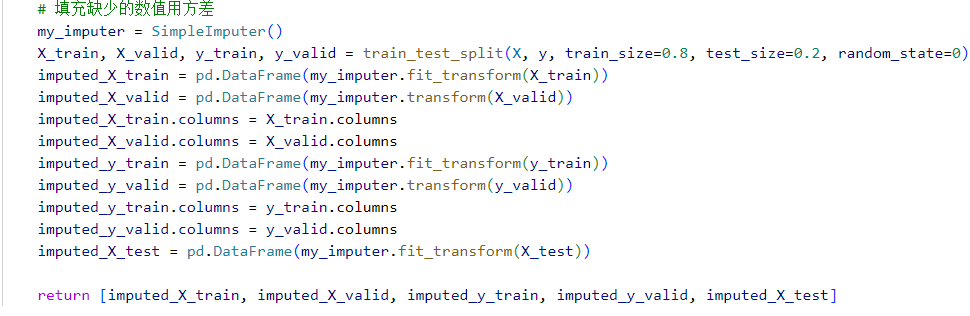 # 填充缺少的数值用方差
my_imputer = SimpleImputer()
X_train, X_valid, y_train, y_valid = train_test_split(X, y, train_size=0.8, test_size=0.2, random_state=0)
imputed_X_train = pd.DataFrame(my_imputer.fit_transform(X_train))
imputed_X_valid = pd.DataFrame(my_imputer.transform(X_valid))
imputed_X_train.columns = X_train.columns
imputed_X_valid.columns = X_valid.columns
imputed_y_train = pd.DataFrame(my_imputer.fit_transform(y_train))
imputed_y_valid = pd.DataFrame(my_imputer.transform(y_valid))
imputed_y_train.columns = y_train.columns
imputed_y_valid.columns = y_valid.columns
imputed_X_test = pd.DataFrame(my_imputer.fit_transform(X_test))
return [imputed_X_train, imputed_X_valid, imputed_y_train, imputed_y_valid, imputed_X_test]